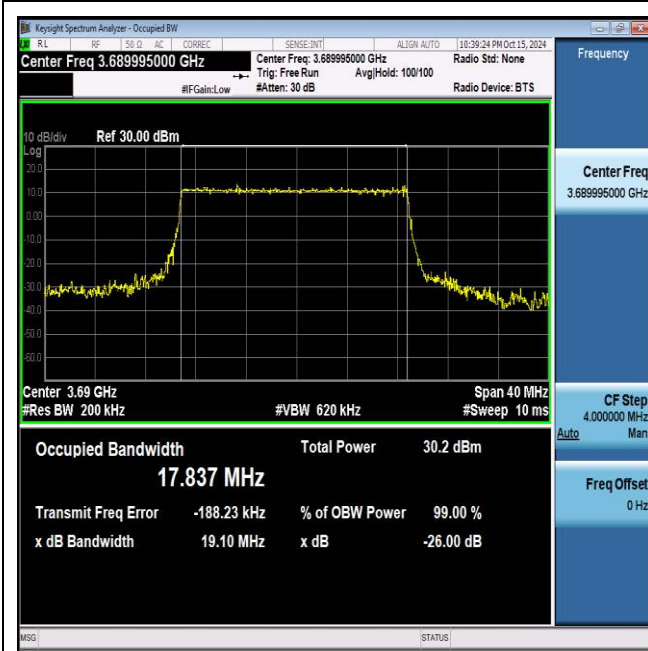 Keysight Spectrum Analyzer - Occupied BW
RL RF 50 Ω AC CORREC SENSE:INT ALIGN AUTO 10:39:24 PM Oct 15, 2024
Center Freq 3.689995000 GHz
Center Freq: 3.689995000 GHz
Radio Std: None
Trig: Free Run Avg|Hold: 100/100
#IFGain:Low #Atten: 30 dB Radio Device: BTS
10 dB/div Ref 30.00 dBm
Log
20.0
10.0
0.00
-10.0
-20.0
-30.0
-40.0
-50.0
-60.0
Center 3.69 GHz Span 40 MHz
#Res BW 200 kHz #VBW 620 kHz #Sweep 10 ms
Occupied Bandwidth Total Power 30.2 dBm
17.837 MHz
Transmit Freq Error -188.23 kHz % of OBW Power 99.00 %
x dB Bandwidth 19.10 MHz x dB -26.00 dB
MSG STATUS
Frequency
Center Freq
3.689995000 GHz
CF Step
4.000000 MHz
Auto Man
Freq Offset
0 Hz